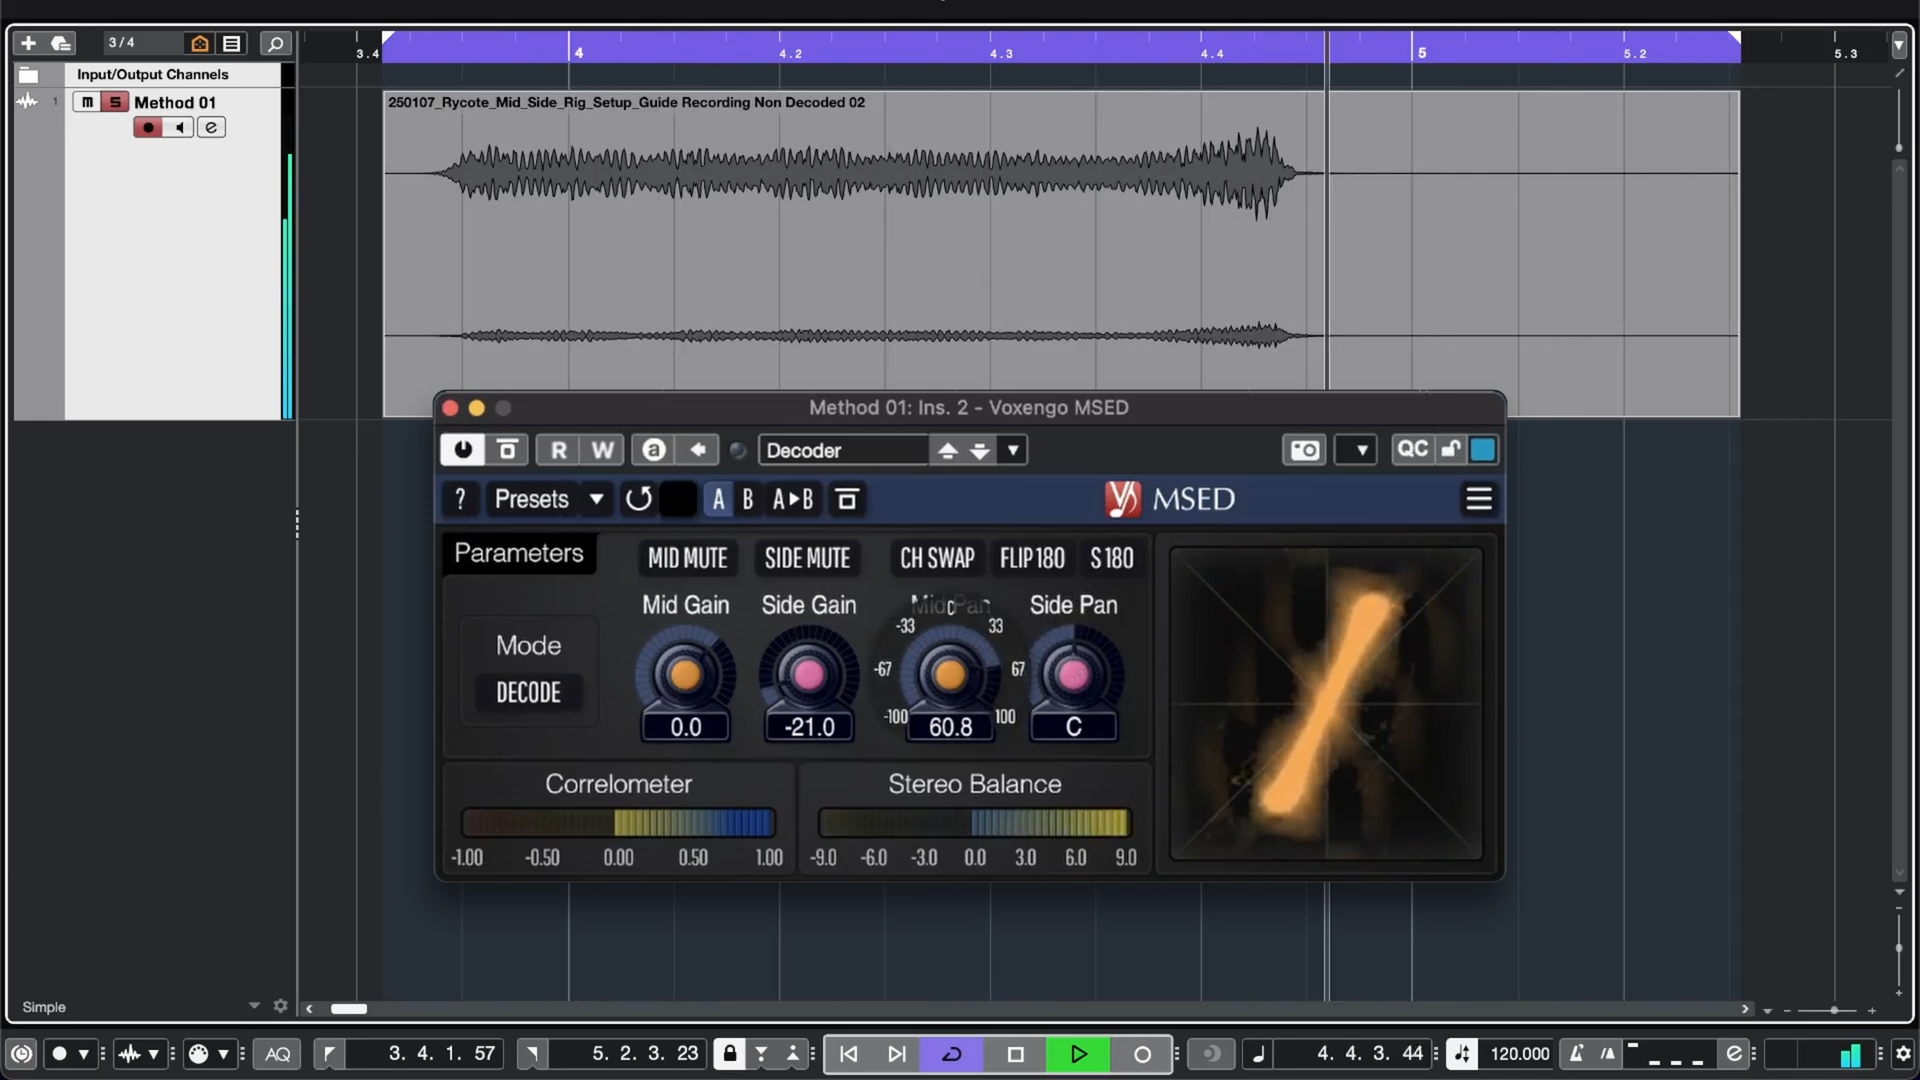 3/4
3.4
4
4.2
4.3
4.4
5
5.2
5.3
Input/Output Channels
1
m S Method 01
e
250107_Rycote_Mid_Side_Rig_Setup_Guide Recording Non Decoded 02
Method 01: Ins. 2 - Voxengo MSED
R W a Decoder QC
? Presets A B A▸B MSED
Parameters
MID MUTE SIDE MUTE CH SWAP FLIP180 S180
Mid Gain Side Gain Mid Pan Side Pan
C
-33 33
-67 67
-100 100
Mode
DECODE
0.0 -21.0 60.8 C
Correlometer
-1.00 -0.50 0.00 0.50 1.00
Stereo Balance
-9.0 -6.0 -3.0 0.0 3.0 6.0 9.0
Simple
AQ 3. 4. 1. 57 5. 2. 3. 23 4. 4. 3. 44 120.000 e